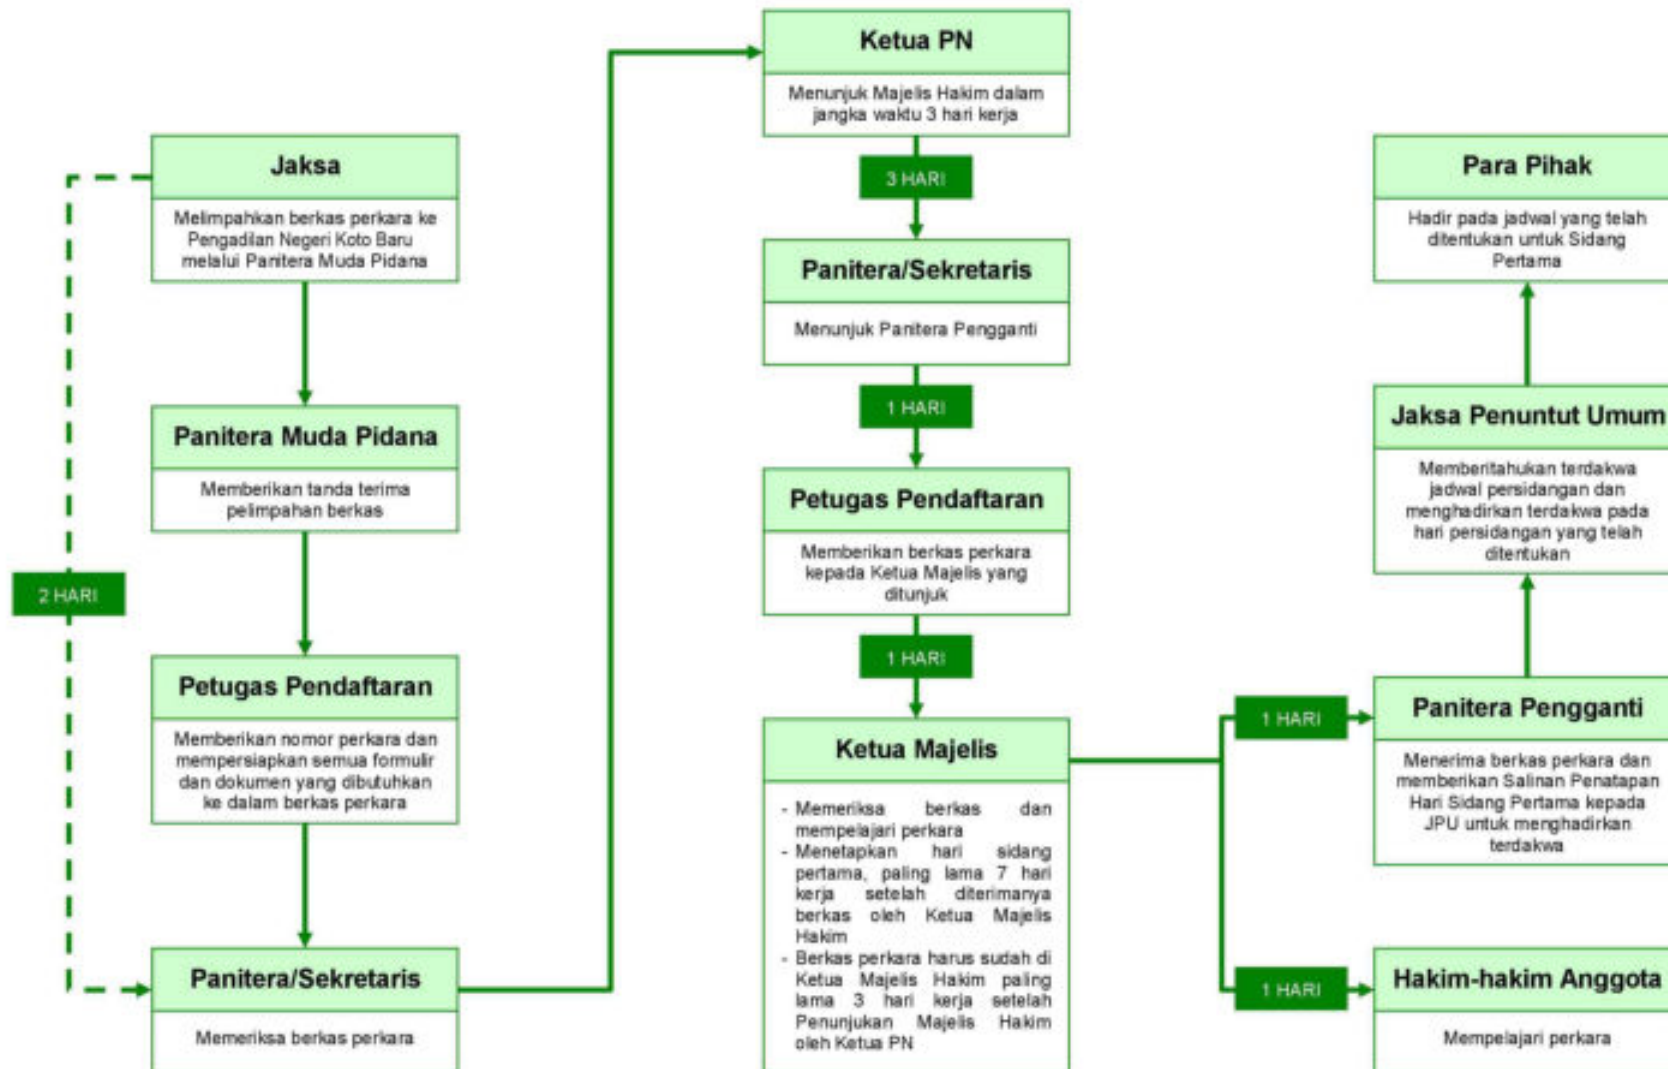 Jaksa
Melimpahkan berkas perkara ke
Pengadilan Negeri Koto Baru
melalui Panitera Muda Pidana
Panitera Muda Pidana
Memberikan tanda terima
pelimpahan berkas
2 HARI
Petugas Pendaftaran
Memberikan nomor perkara dan
mempersiapkan semua formulir
dan dokumen yang dibutuhkan
ke dalam berkas perkara
Panitera/Sekretaris
Memeriksa berkas perkara
Ketua PN
Menunjuk Majelis Hakim dalam
jangka waktu 3 hari kerja
3 HARI
Panitera/Sekretaris
Menunjuk Panitera Pengganti
1 HARI
Petugas Pendaftaran
Memberikan berkas perkara
kepada Ketua Majelis yang
ditunjuk
1 HARI
Ketua Majelis
- Memeriksa berkas dan
mempelajari perkara
- Menetapkan hari sidang
pertama, paling lama 7 hari
kerja setelah diterimanya
berkas oleh Ketua Majelis
Hakim
- Berkas perkara harus sudah di
Ketua Majelis Hakim paling
lama 3 hari kerja setelah
Penunjukan Majelis Hakim
oleh Ketua PN
1 HARI
Panitera Pengganti
Menerima berkas perkara dan
memberikan Salinan Penatapan
Hari Sidang Pertama kepada
JPU untuk menghadirkan
terdakwa
Jaksa Penuntut Umum
Memberitahukan terdakwa
jadwal persidangan dan
menghadirkan terdakwa pada
hari persidangan yang telah
ditentukan
Para Pihak
Hadir pada jadwal yang telah
ditentukan untuk Sidang
Pertama
1 HARI
Hakim-hakim Anggota
Mempelajari perkara